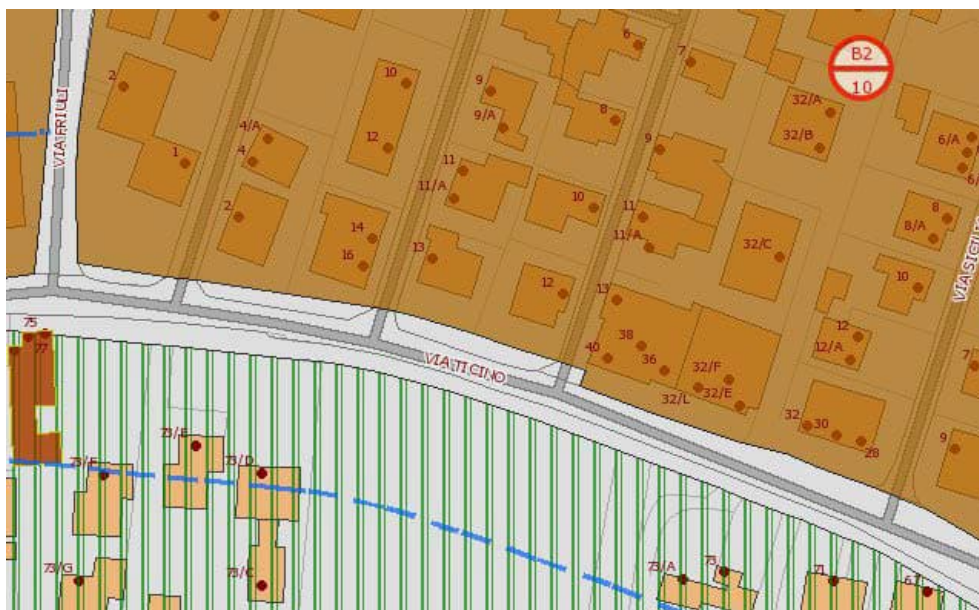 B2
10
6
7
2
10
9
8
32/A
9/A
4/A
12
32/B
6/A
9
1
4
11
11/A
2
10
11
8
14
11/A
32/C
8/A
16
13
10
VIA FRIULI
12
13
38
12
40
36
12/A
32/F
VIA TICINO
75
77
32/L
32/E
32
30
28
9
7
73/E
73/F
73/D
73/G
73/C
73/A
73
71
67